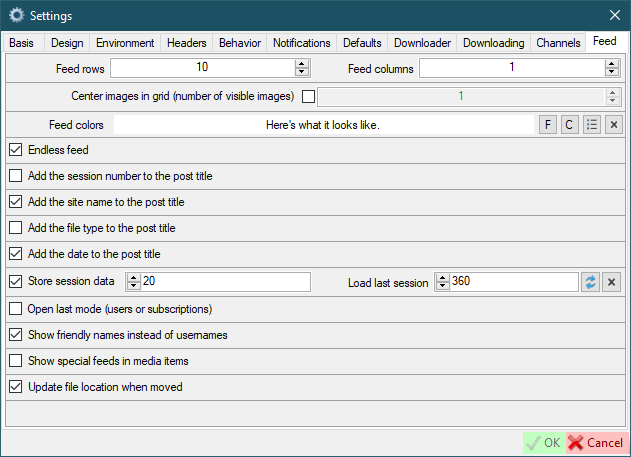 Settings
Basis Design Environment Headers Behavior Notifications Defaults Downloader Downloading Channels Feed
Feed rows 10 Feed columns 1
Center images in grid (number of visible images) 1
Feed colors Here's what it looks like. F C
Endless feed
Add the session number to the post title
Add the site name to the post title
Add the file type to the post title
Add the date to the post title
Store session data 20 Load last session 360
Open last mode (users or subscriptions)
Show friendly names instead of usernames
Show special feeds in media items
Update file location when moved
OK Cancel